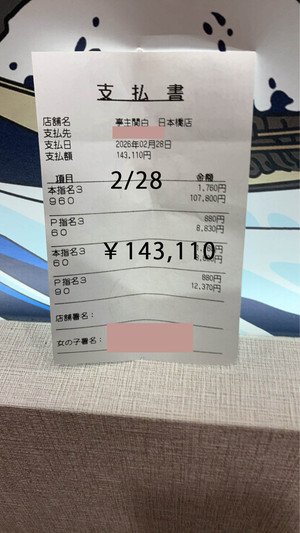 支払書
店舗名 亭主関白 日本橋店
支払先
支払日 2026年02月28日
支払額 143,110円
項目 金額
2/28
本指名3 1,760円
960 107,800円
P指名3 880円
60 8,830円
本指名3
60
¥143,110
P指名3 880円
90 12,370円
店舗署名：
女の子署名：